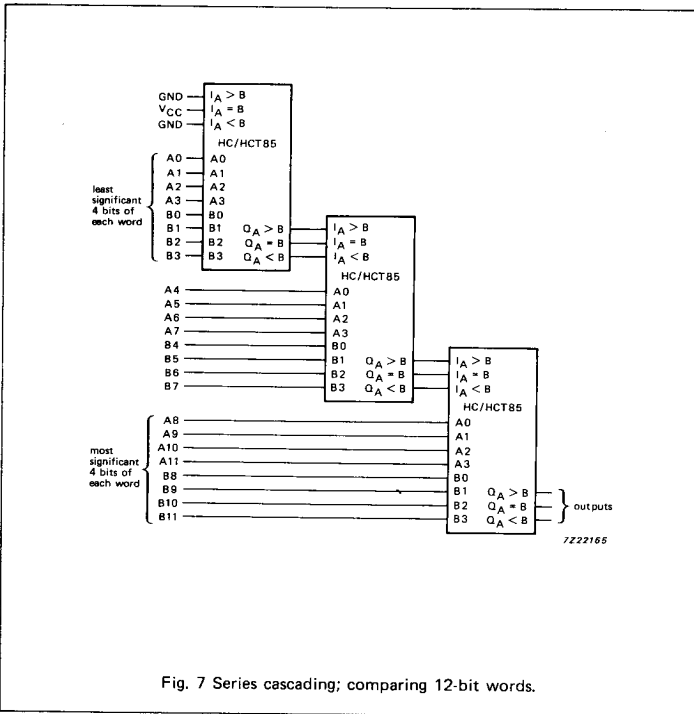 GND I_A > B
V_CC I_A = B
GND I_A < B
HC/HCT85
A0 A0
A1 A1
A2 A2
A3 A3
B0 B0
B1 B1 Q_A > B
B2 B2 Q_A = B
B3 B3 Q_A < B
least
significant
4 bits of
each word
I_A > B
I_A = B
I_A < B
HC/HCT85
A4 A0
A5 A1
A6 A2
A7 A3
B4 B0
B5 B1 Q_A > B
B6 B2 Q_A = B
B7 B3 Q_A < B
I_A > B
I_A = B
I_A < B
HC/HCT85
A8 A0
A9 A1
A10 A2
A11 A3
B8 B0
B9 B1 Q_A > B
B10 B2 Q_A = B
B11 B3 Q_A < B
most
significant
4 bits of
each word
outputs
7Z22165
Fig. 7 Series cascading; comparing 12-bit words.